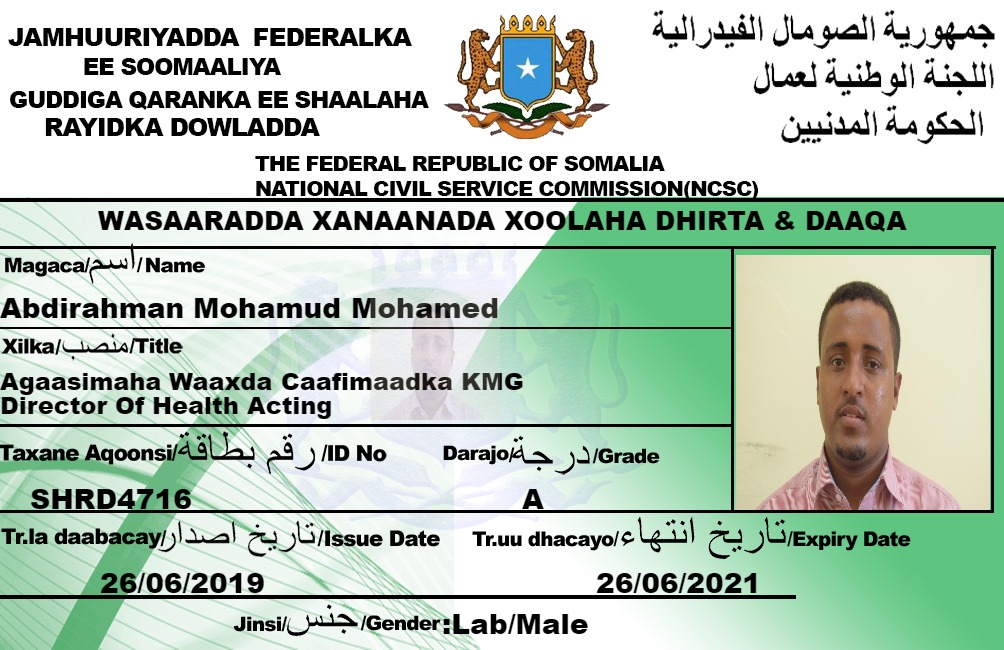 JAMHUURIYADDA FEDERALKA
EE SOOMAALIYA
GUDDIGA QARANKA EE SHAALAHA
RAYIDKA DOWLADDA
جمهورية الصومال الفيدرالية
اللجنة الوطنية لعمال
الحكومة المدنيين
THE FEDERAL REPUBLIC OF SOMALIA
NATIONAL CIVIL SERVICE COMMISSION(NCSC)
WASAARADDA XANAANADA XOOLAHA DHIRTA & DAAQA
Magaca/اسم/Name
Abdirahman Mohamud Mohamed
Xilka/منصب/Title
Agaasimaha Waaxda Caafimaadka KMG
Director Of Health Acting
Taxane Aqoonsi/رقم بطاقة/ID No Darajo/درجة/Grade
SHRD4716 A
Tr.la daabacay/تاريخ اصدار/Issue Date Tr.uu dhacayo/تاريخ انتهاء/Expiry Date
26/06/2019 26/06/2021
Jinsi/جنس/Gender:Lab/Male